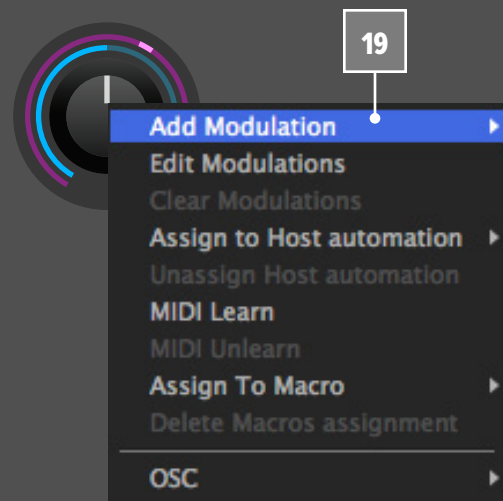 19
Add Modulation
Edit Modulations
Clear Modulations
Assign to Host automation
Unassign Host automation
MIDI Learn
MIDI Unlearn
Assign To Macro
Delete Macros assignment
OSC